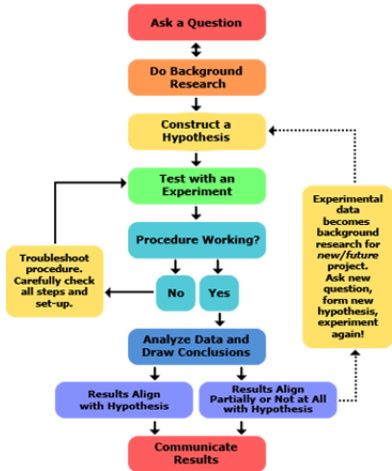 Ask a Question
Do Background
Research
Construct a
Hypothesis
Test with an
Experiment
Procedure Working?
No
Yes
Troubleshoot
procedure.
Carefully check
all steps and
set-up.
Experimental
data
becomes
background
research for
new/future
project.
Ask new
question,
form new
hypothesis,
experiment
again!
Analyze Data and
Draw Conclusions
Results Align
with Hypothesis
Results Align
Partially or Not at All
with Hypothesis
Communicate
Results